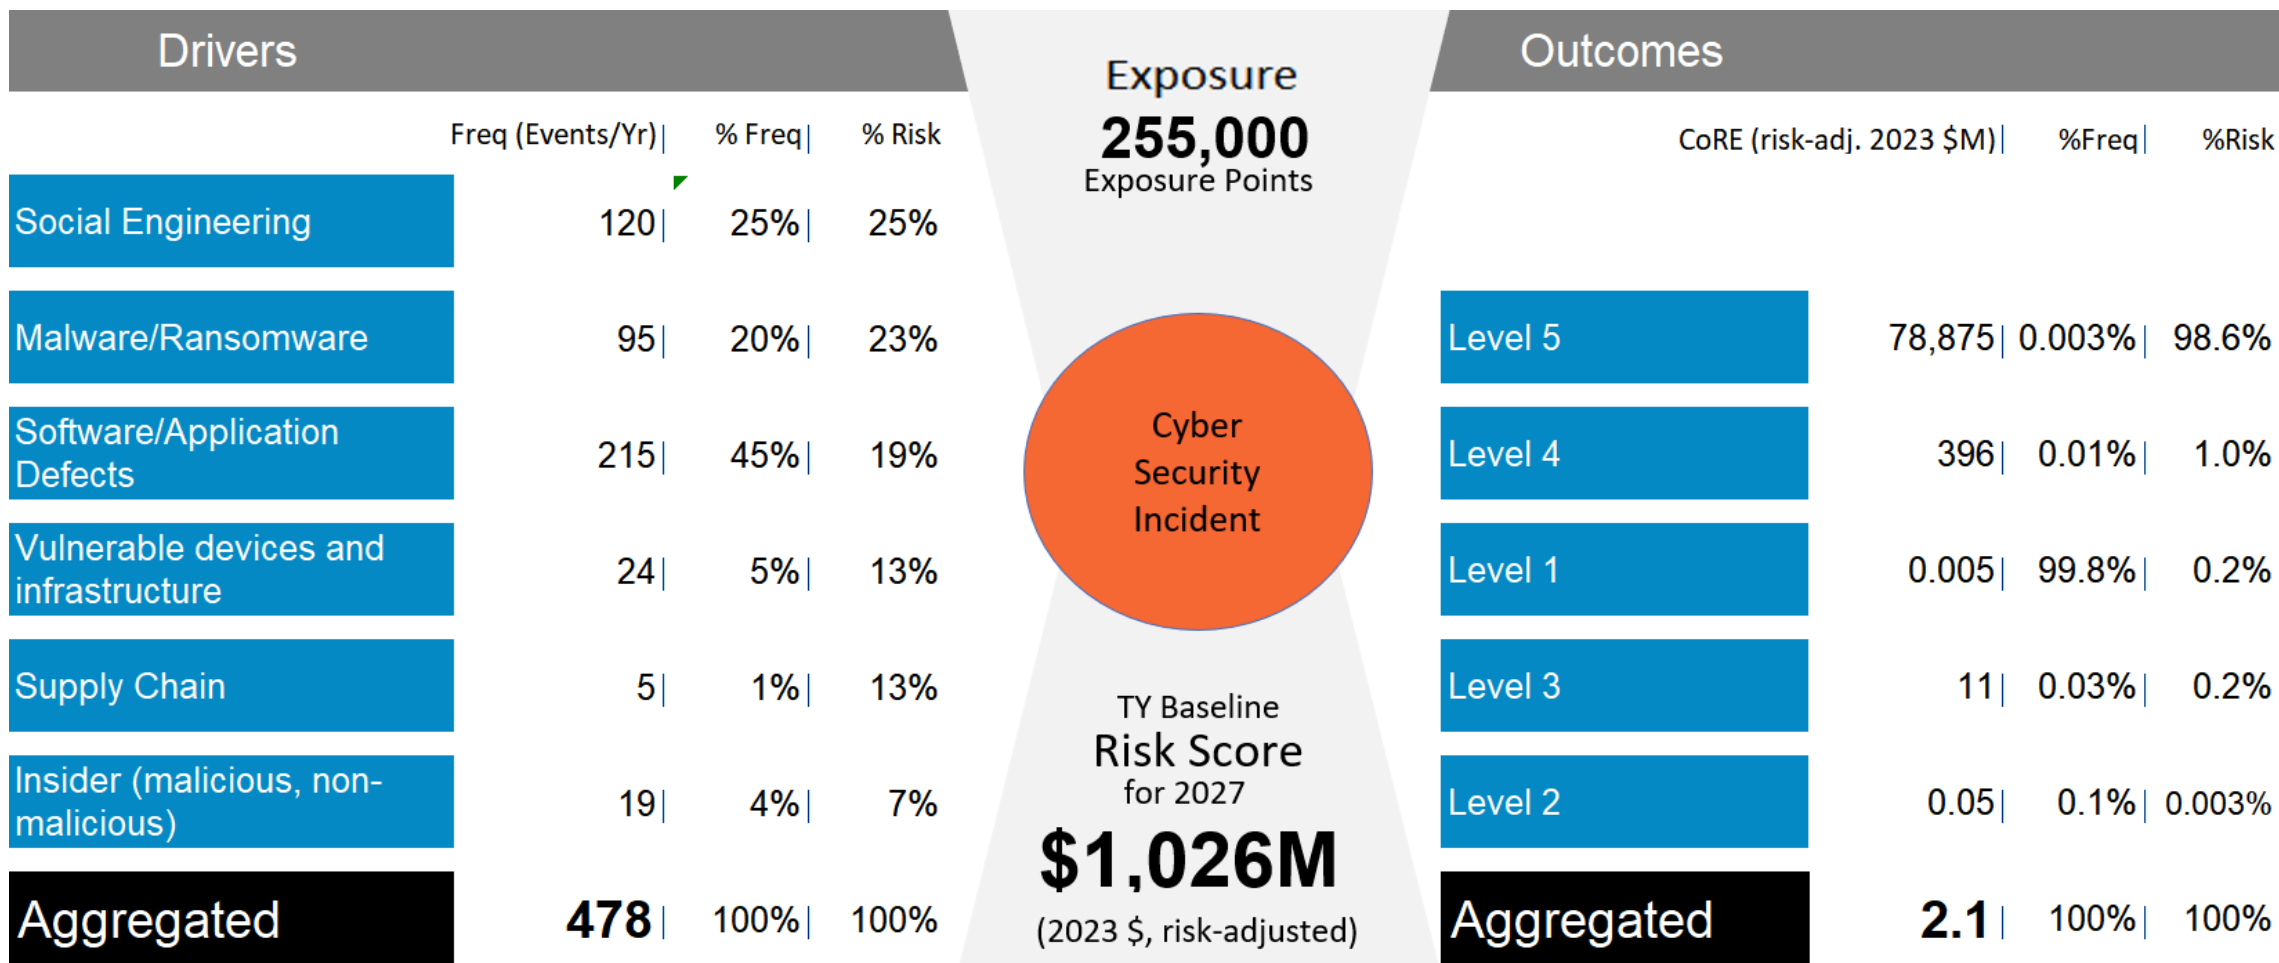 Drivers
Freq (Events/Yr) % Freq % Risk
Social Engineering 120 25% 25%
Malware/Ransomware 95 20% 23%
Software/Application
Defects 215 45% 19%
Vulnerable devices and
infrastructure 24 5% 13%
Supply Chain 5 1% 13%
Insider (malicious, non-
malicious) 19 4% 7%
Aggregated 478 100% 100%
Exposure
255,000
Exposure Points
Cyber
Security
Incident
TY Baseline
Risk Score
for 2027
$1,026M
(2023 $, risk-adjusted)
Outcomes
CoRE (risk-adj. 2023 $M) %Freq %Risk
Level 5 78,875 0.003% 98.6%
Level 4 396 0.01% 1.0%
Level 1 0.005 99.8% 0.2%
Level 3 11 0.03% 0.2%
Level 2 0.05 0.1% 0.003%
Aggregated 2.1 100% 100%